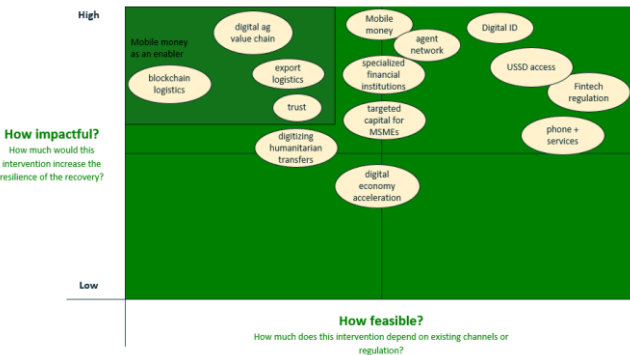 High
Mobile money
as an enabler
digital ag
value chain
blockchain
logistics
export
logistics
trust
digitizing
humanitarian
transfers
Mobile
money
agent
network
specialized
financial
institutions
targeted
capital for
MSMEs
digital
economy
acceleration
Digital ID
USSD access
Fintech
regulation
phone +
services
How impactful?
How much would this
intervention increase the
resilience of the recovery?
Low
How feasible?
How much does this intervention depend on existing channels or
regulation?